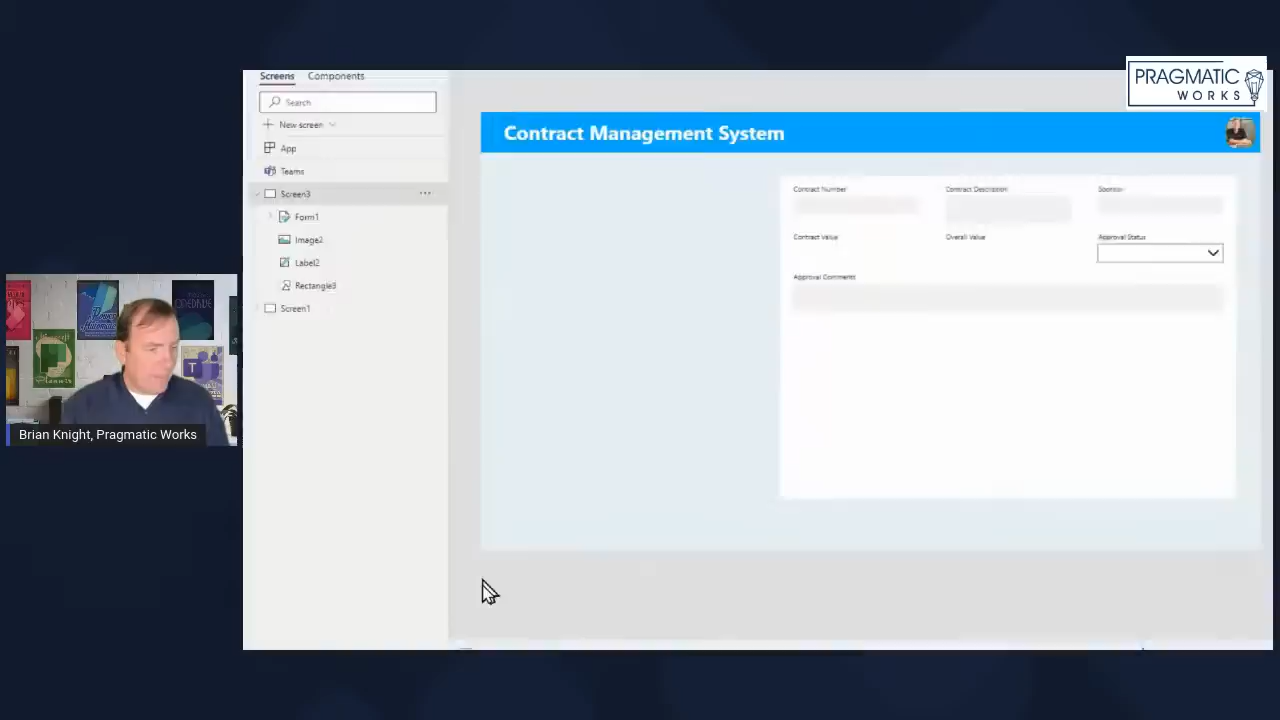 PRAGMATIC
WORKS
Screens Components
Search
New screen
App
Teams
Screen3
Form1
Image2
Label2
Rectangle3
Screen1
Contract Management System
Contract Number Contract Description Sponsor
Contract Value Overall Value Approval Status
Approval Comments
Brian Knight, Pragmatic Works